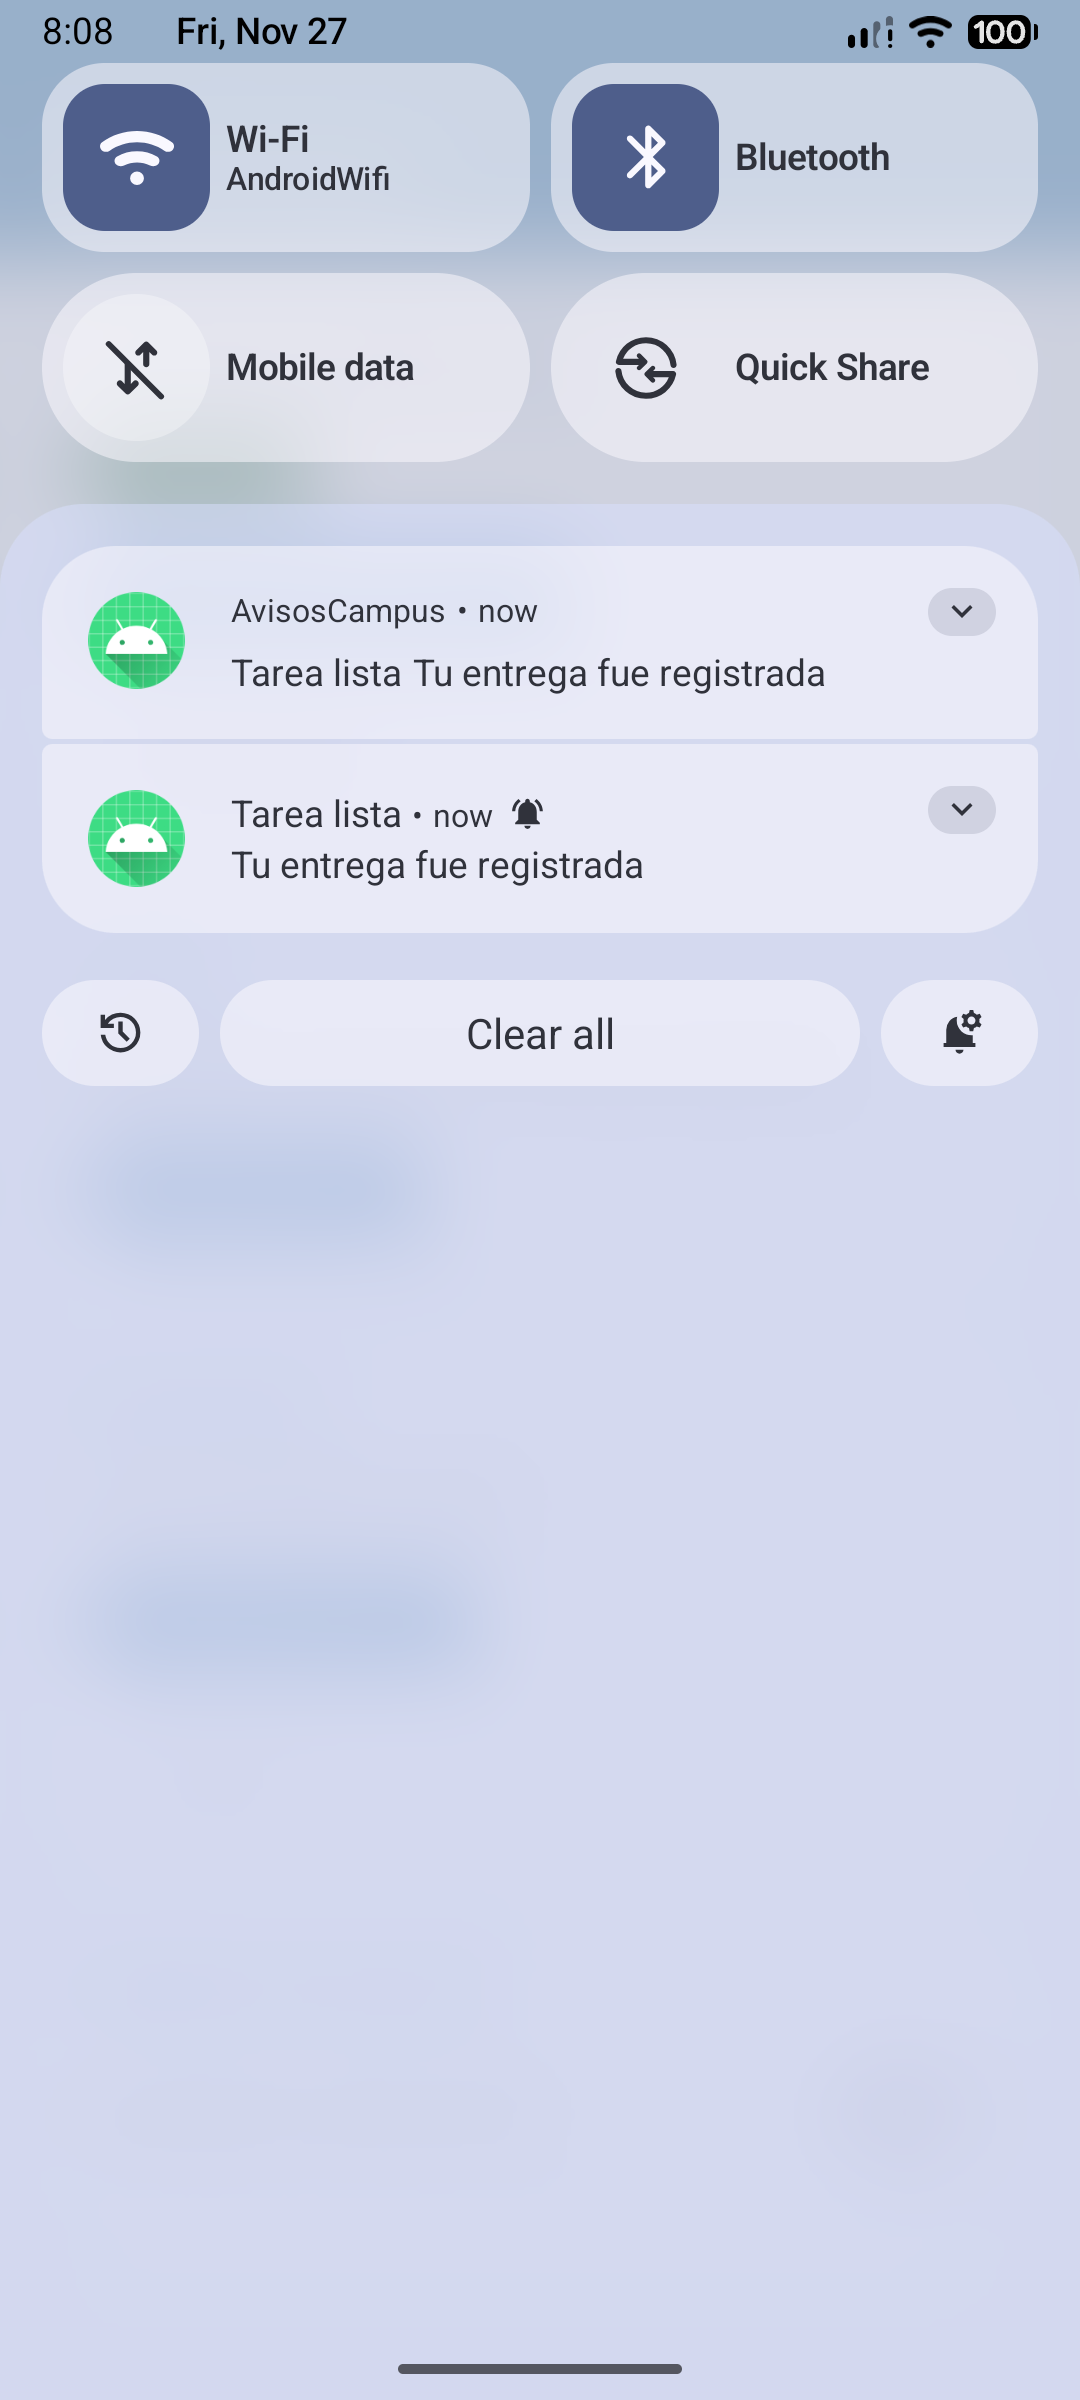 8:08 Fri, Nov 27 100
Wi-Fi
AndroidWifi
Bluetooth
Mobile data
Quick Share
AvisosCampus • now
Tarea lista Tu entrega fue registrada
Tarea lista • now
Tu entrega fue registrada
Clear all